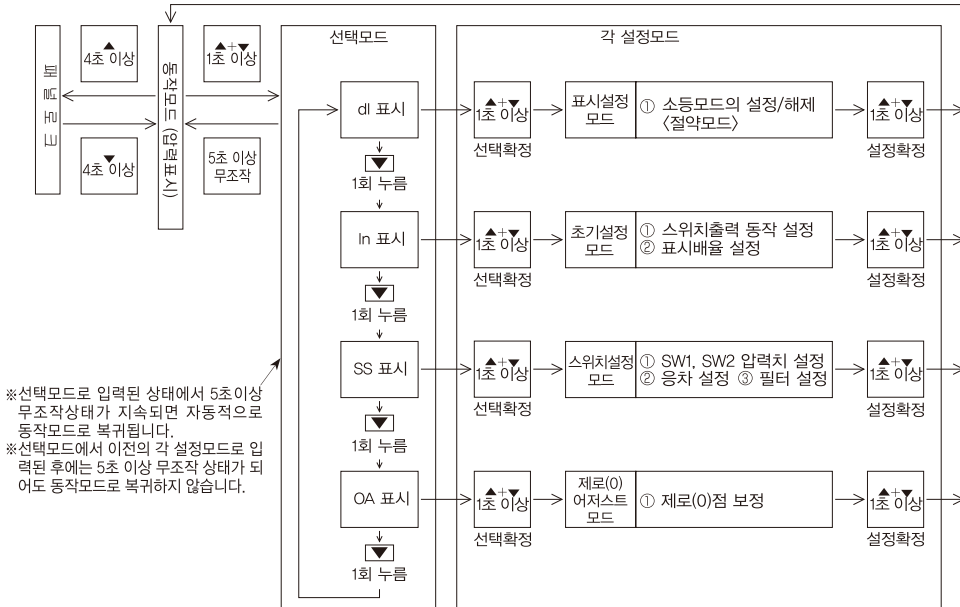 선택모드
각 설정모드
패널로크
▲
4초 이상
▼
4초 이상
동작모드 (압력표시)
▲+▼
1초 이상
5초 이상
무조작
dl 표시
▼
1회 누름
In 표시
▼
1회 누름
SS 표시
▼
1회 누름
OA 표시
▼
1회 누름
▲+▼
1초 이상
선택확정
표시설정
모드
① 소등모드의 설정/해제
〈절약모드〉
▲+▼
1초 이상
설정확정
▲+▼
1초 이상
선택확정
초기설정
모드
① 스위치출력 동작 설정
② 표시배율 설정
▲+▼
1초 이상
설정확정
▲+▼
1초 이상
선택확정
스위치설정
모드
① SW1, SW2 압력치 설정
② 응차 설정 ③ 필터 설정
▲+▼
1초 이상
설정확정
▲+▼
1초 이상
선택확정
제로(0)
어저스트
모드
① 제로(0)점 보정
▲+▼
1초 이상
설정확정
※선택모드로 입력된 상태에서 5초이상
무조작상태가 지속되면 자동적으로
동작모드로 복귀됩니다.
※선택모드에서 이전의 각 설정모드로 입
력된 후에는 5초 이상 무조작 상태가 되
어도 동작모드로 복귀하지 않습니다.